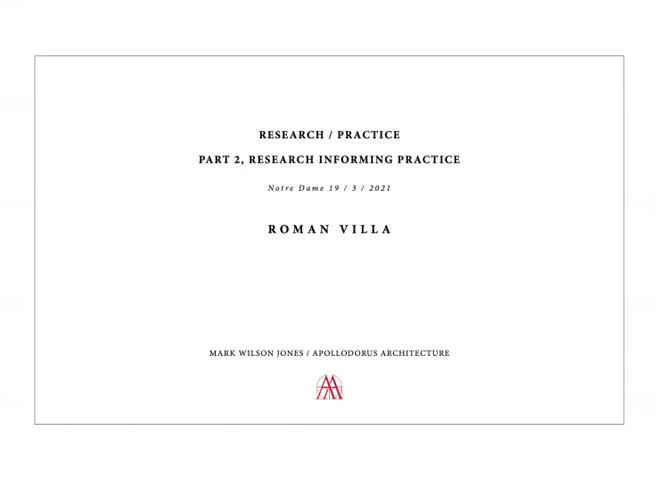 RESEARCH / PRACTICE
PART 2, RESEARCH INFORMING PRACTICE
Notre Dame 19 / 3 / 2021
ROMAN VILLA
MARK WILSON JONES / APOLLODORUS ARCHITECTURE
AA